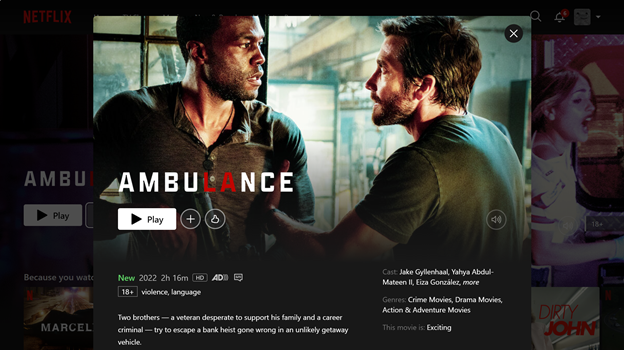 NETFLIX
AMBULANCE
AMBU
Play
Play
18+
New 2022 2h 16m HD AD
18+ violence, language
Two brothers — a veteran desperate to support his family and a career
criminal — try to escape a bank heist gone wrong in an unlikely getaway
vehicle.
Cast: Jake Gyllenhaal, Yahya Abdul-
Mateen II, Eiza González, more
Genres: Crime Movies, Drama Movies,
Action & Adventure Movies
This movie is: Exciting
Because you watc
MARCEL
DIRTY
JOHN